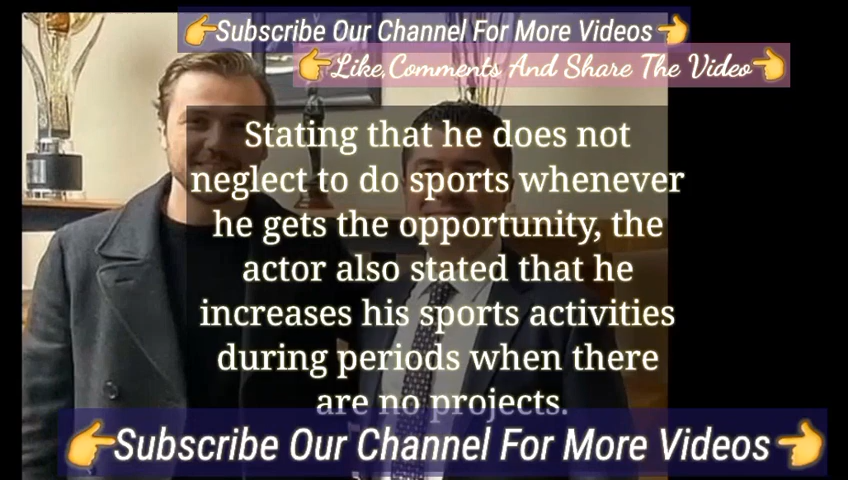 👉Subscribe Our Channel For More Videos👈
👉Like,Comments And Share The Video👈
Stating that he does not
neglect to do sports whenever
he gets the opportunity, the
actor also stated that he
increases his sports activities
during periods when there
are no projects.
👉Subscribe Our Channel For More Videos👈